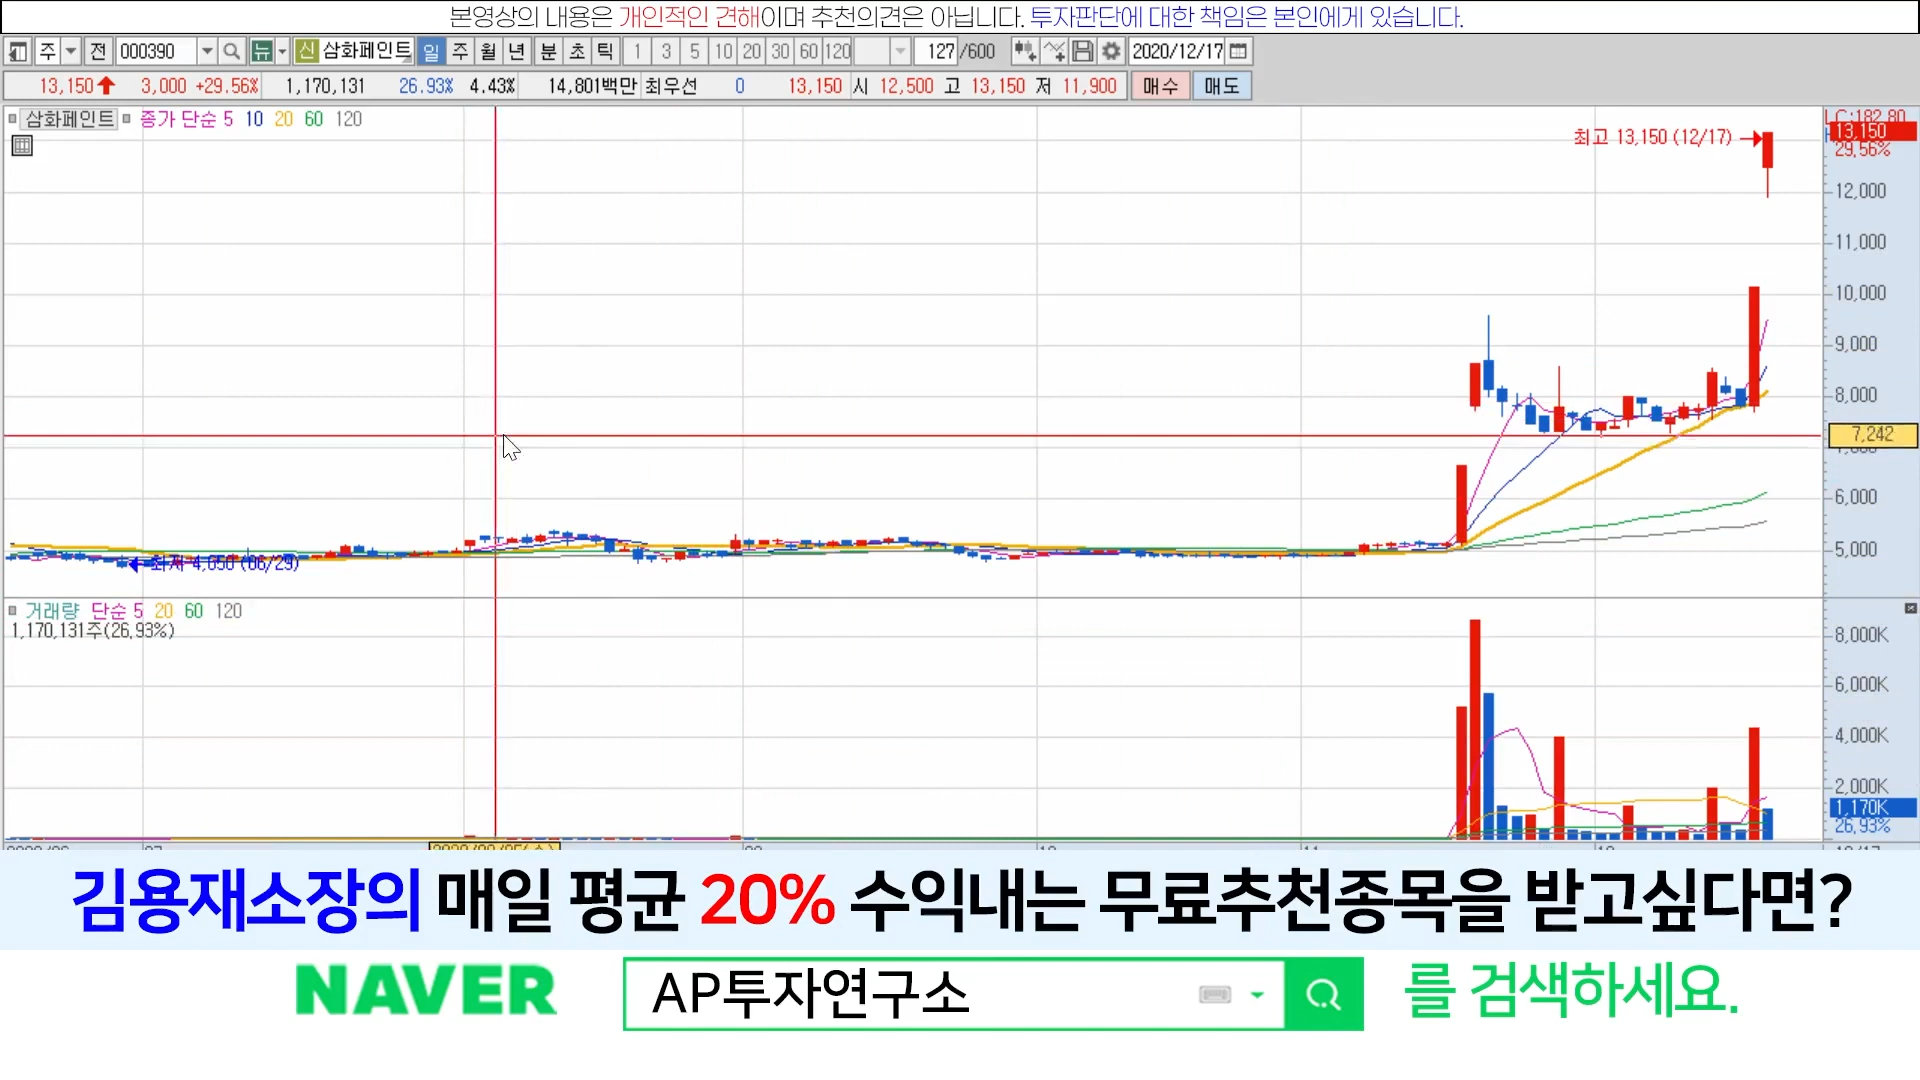 본영상의 내용은 개인적인 견해이며 추천의견은 아닙니다. 투자판단에 대한 책임은 본인에게 있습니다.
주 전 000390 뉴 신 삼화페인트 일 주 월 년 분 초 틱 1 3 5 10 20 30 60 120 127 /600 2020/12/17
13,150 3,000 +29.56% 1,170,131 26.93% 4.43% 14,801백만 최우선 0 13,150 시 12,500 고 13,150 저 11,900 매수 매도
삼화페인트 종가 단순 5 10 20 60 120
LC:182.80
최고 13,150 (12/17)
13,150
29.56%
12,000
11,000
10,000
9,000
8,000
7,242
6,000
5,000
최저 4,650 (06/29)
거래량 단순 5 20 60 120
1,170,131주(26.93%)
8,000K
6,000K
4,000K
2,000K
1,170K
26.93%
김용재소장의 매일 평균 20% 수익내는 무료추천종목을 받고싶다면?
NAVER AP투자연구소 를 검색하세요.